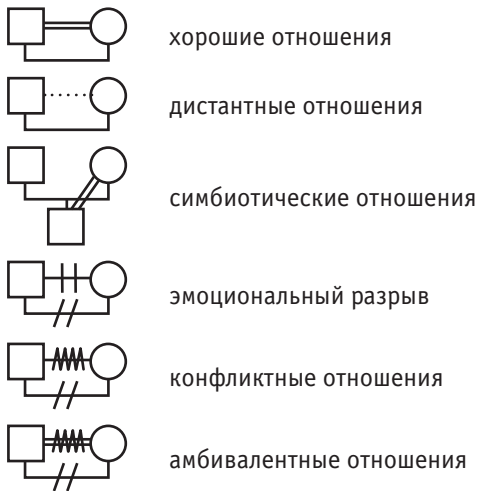 хорошие отношения
дистантные отношения
симбиотические отношения
эмоциональный разрыв
конфликтные отношения
амбивалентные отношения